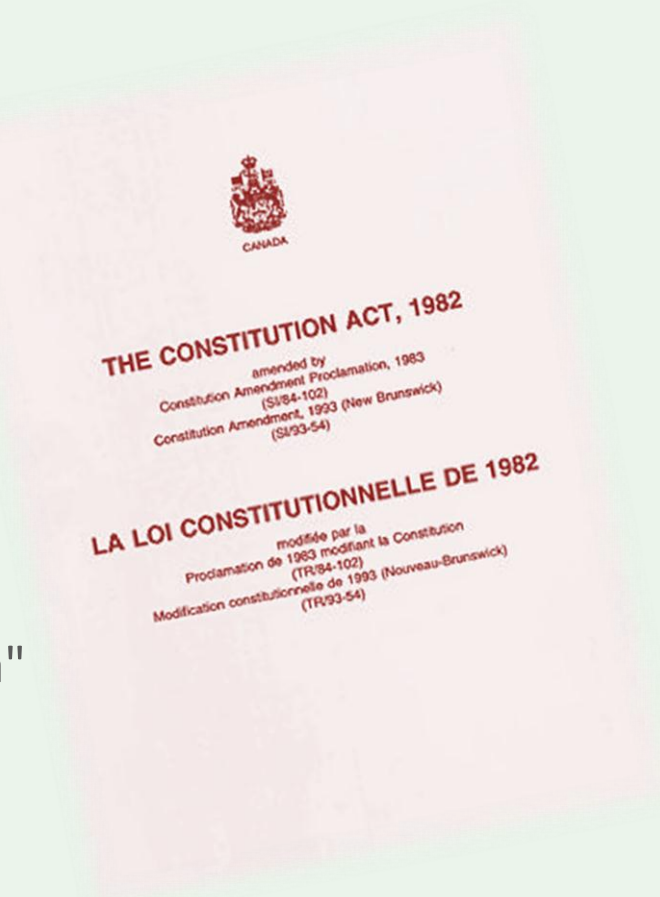 CANADA
THE CONSTITUTION ACT, 1982
amended by
Constitution Amendment Proclamation, 1983
(SI/84-102)
Constitution Amendment, 1993 (New Brunswick)
(SI/93-54)
LA LOI CONSTITUTIONNELLE DE 1982
modifiée par la
Proclamation de 1983 modifiant la Constitution
(TR/84-102)
Modification constitutionnelle de 1993 (Nouveau-Brunswick)
(TR/93-54)
"